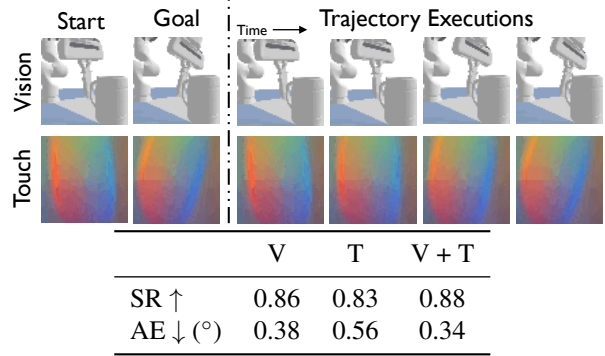 Start Goal Trajectory Executions
Time
Vision
Touch
V T V + T
SR ↑ 0.86 0.83 0.88
AE ↓ (°) 0.38 0.56 0.34